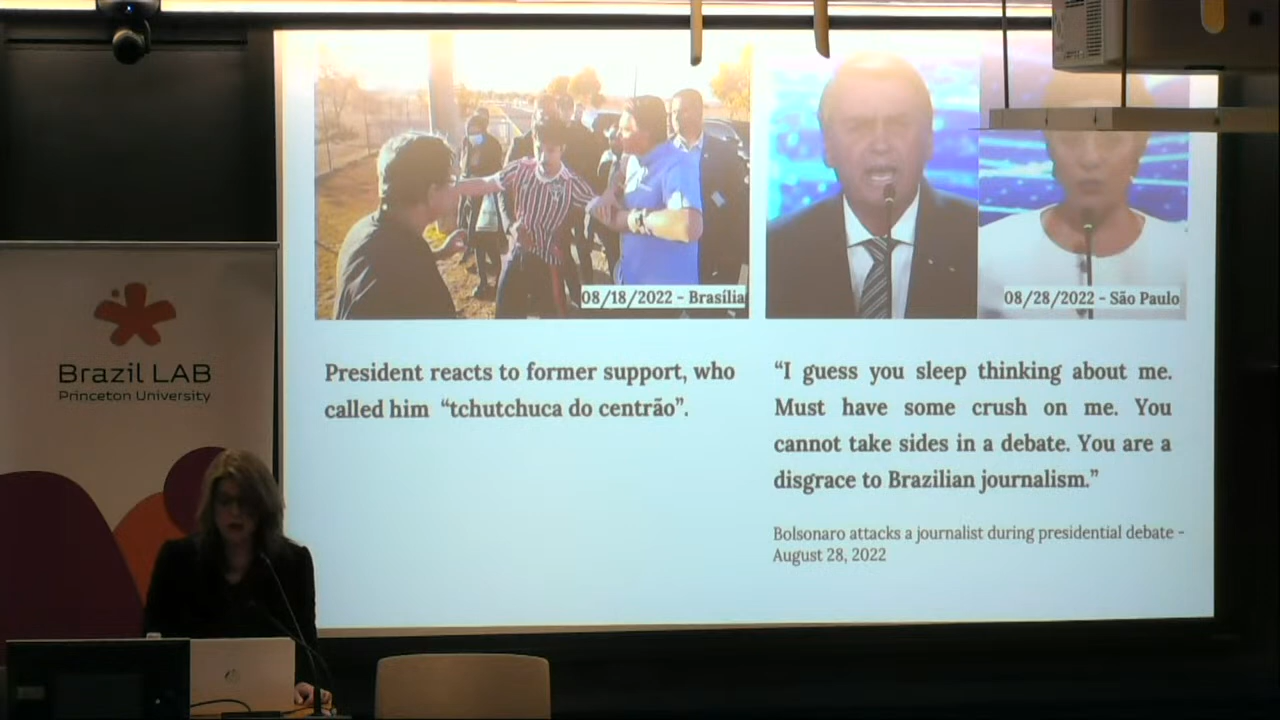 08/18/2022 - Brasília
08/28/2022 - São Paulo
President reacts to former support, who
called him “tchutchuca do centrão”.
“I guess you sleep thinking about me.
Must have some crush on me. You
cannot take sides in a debate. You are a
disgrace to Brazilian journalism.”
Bolsonaro attacks a journalist during presidential debate -
August 28, 2022
Brazil LAB
Princeton University